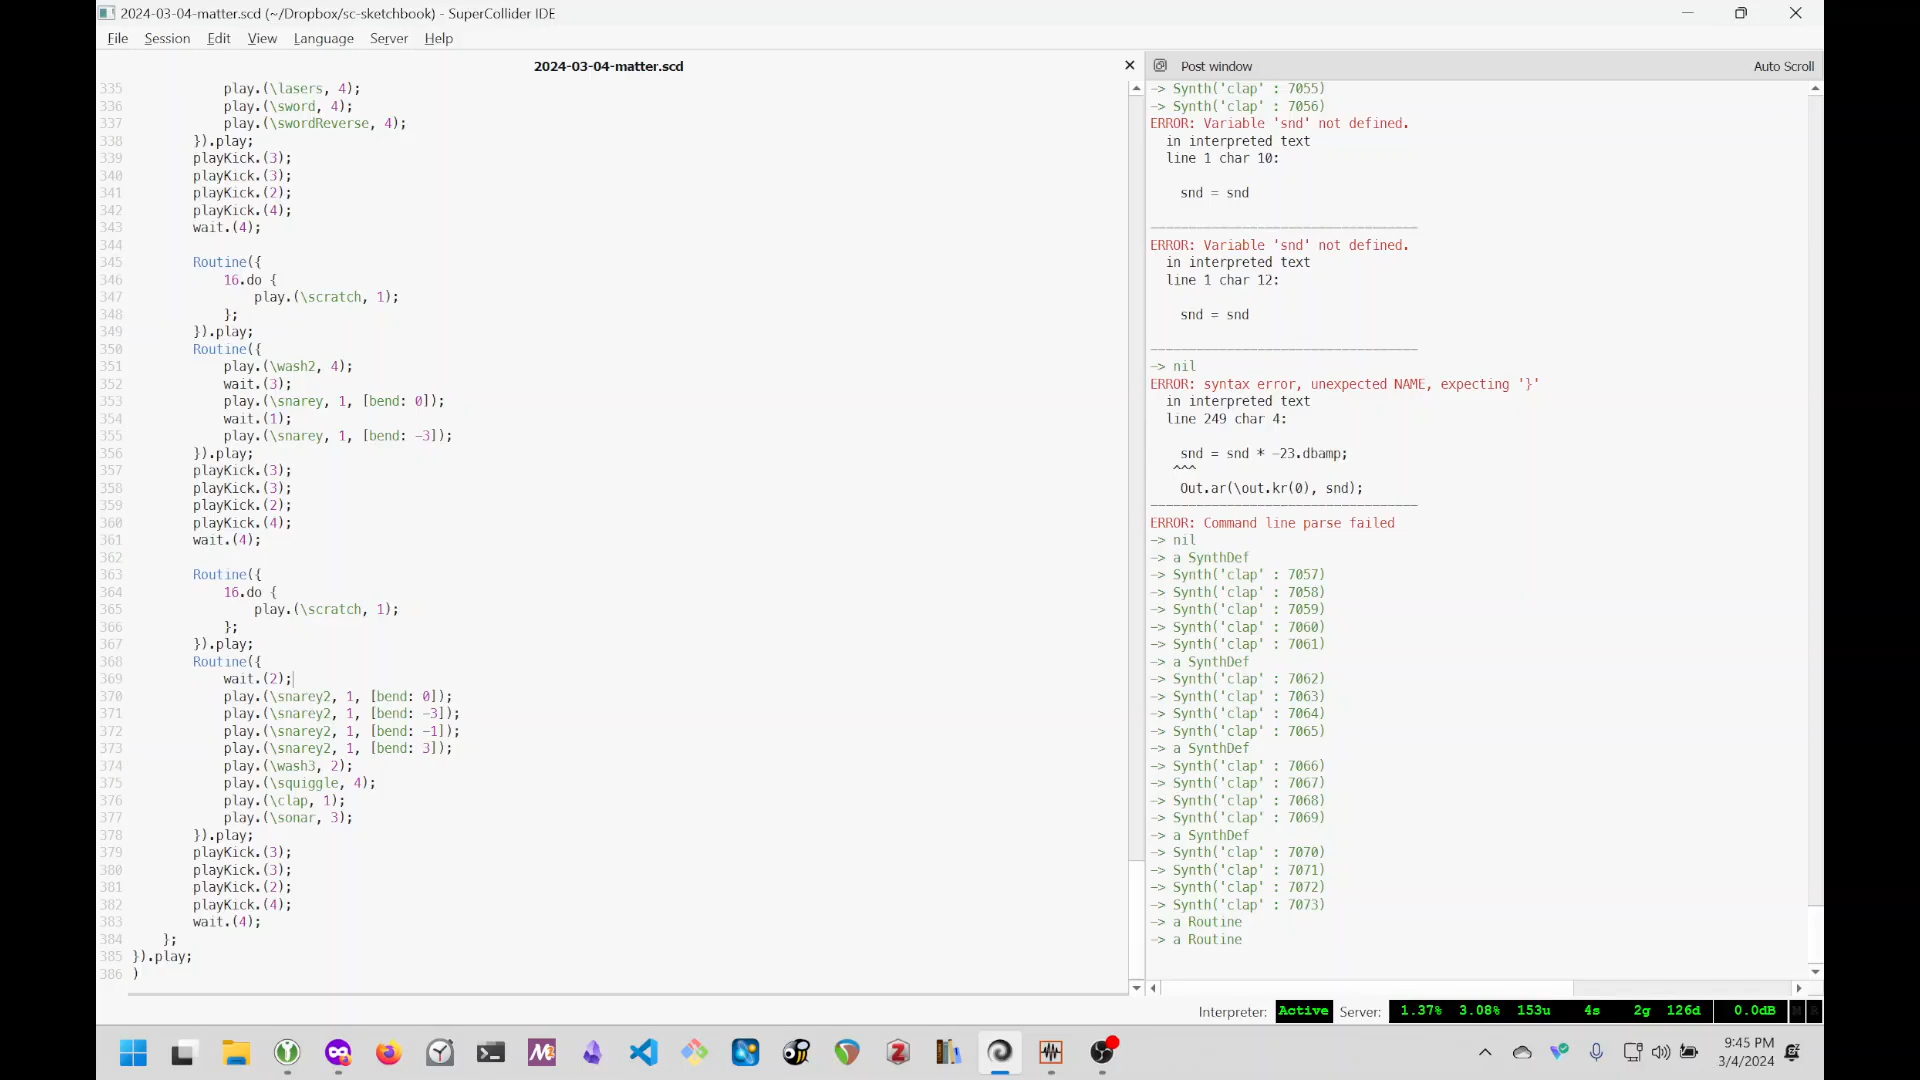 2024-03-04-matter.scd (~/Dropbox/sc-sketchbook) - SuperCollider IDE
File Session Edit View Language Server Help
2024-03-04-matter.scd
335 play.(\lasers, 4);
336 play.(\sword, 4);
337 play.(\swordReverse, 4);
338 }).play;
339 playKick.(3);
340 playKick.(3);
341 playKick.(2);
342 playKick.(4);
343 wait.(4);
344
345 Routine({
346 16.do {
347 play.(\scratch, 1);
348 };
349 }).play;
350 Routine({
351 play.(\wash2, 4);
352 wait.(3);
353 play.(\snarey, 1, [bend: 0]);
354 wait.(1);
355 play.(\snarey, 1, [bend: -3]);
356 }).play;
357 playKick.(3);
358 playKick.(3);
359 playKick.(2);
360 playKick.(4);
361 wait.(4);
362
363 Routine({
364 16.do {
365 play.(\scratch, 1);
366 };
367 }).play;
368 Routine({
369 wait.(2);
370 play.(\snarey2, 1, [bend: 0]);
371 play.(\snarey2, 1, [bend: -3]);
372 play.(\snarey2, 1, [bend: -1]);
373 play.(\snarey2, 1, [bend: 3]);
374 play.(\wash3, 2);
375 play.(\squiggle, 4);
376 play.(\clap, 1);
377 play.(\sonar, 3);
378 }).play;
379 playKick.(3);
380 playKick.(3);
381 playKick.(2);
382 playKick.(4);
383 wait.(4);
384 };
385 }).play;
386 )
Post window Auto Scroll
-> Synth('clap' : 7055)
-> Synth('clap' : 7056)
ERROR: Variable 'snd' not defined.
in interpreted text
line 1 char 10:
snd = snd
ERROR: Variable 'snd' not defined.
in interpreted text
line 1 char 12:
snd = snd
-> nil
ERROR: syntax error, unexpected NAME, expecting '}'
in interpreted text
line 249 char 4:
snd = snd * -23.dbamp;
^^^
Out.ar(\out.kr(0), snd);
ERROR: Command line parse failed
-> nil
-> a SynthDef
-> Synth('clap' : 7057)
-> Synth('clap' : 7058)
-> Synth('clap' : 7059)
-> Synth('clap' : 7060)
-> Synth('clap' : 7061)
-> a SynthDef
-> Synth('clap' : 7062)
-> Synth('clap' : 7063)
-> Synth('clap' : 7064)
-> Synth('clap' : 7065)
-> a SynthDef
-> Synth('clap' : 7066)
-> Synth('clap' : 7067)
-> Synth('clap' : 7068)
-> Synth('clap' : 7069)
-> a SynthDef
-> Synth('clap' : 7070)
-> Synth('clap' : 7071)
-> Synth('clap' : 7072)
-> Synth('clap' : 7073)
-> a Routine
-> a Routine
Interpreter: Active Server: 1.37% 3.08% 153u 4s 2g 126d 0.0dB M R
9:45 PM
3/4/2024